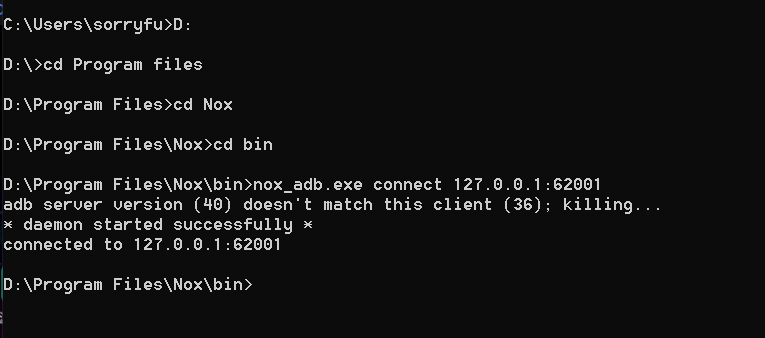 C:\Users\sorryfu>D:
D:\>cd Program files
D:\Program Files>cd Nox
D:\Program Files\Nox>cd bin
D:\Program Files\Nox\bin>nox_adb.exe connect 127.0.0.1:62001
adb server version (40) doesn't match this client (36); killing...
* daemon started successfully *
connected to 127.0.0.1:62001
D:\Program Files\Nox\bin>